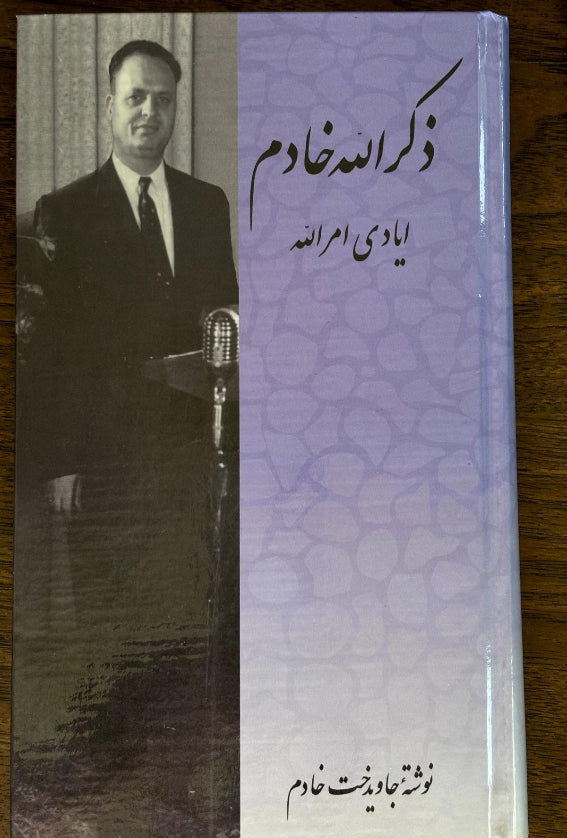 ذکرالله خادم
ایادی امرالله
نوشتهٔ جاویدخت خادم